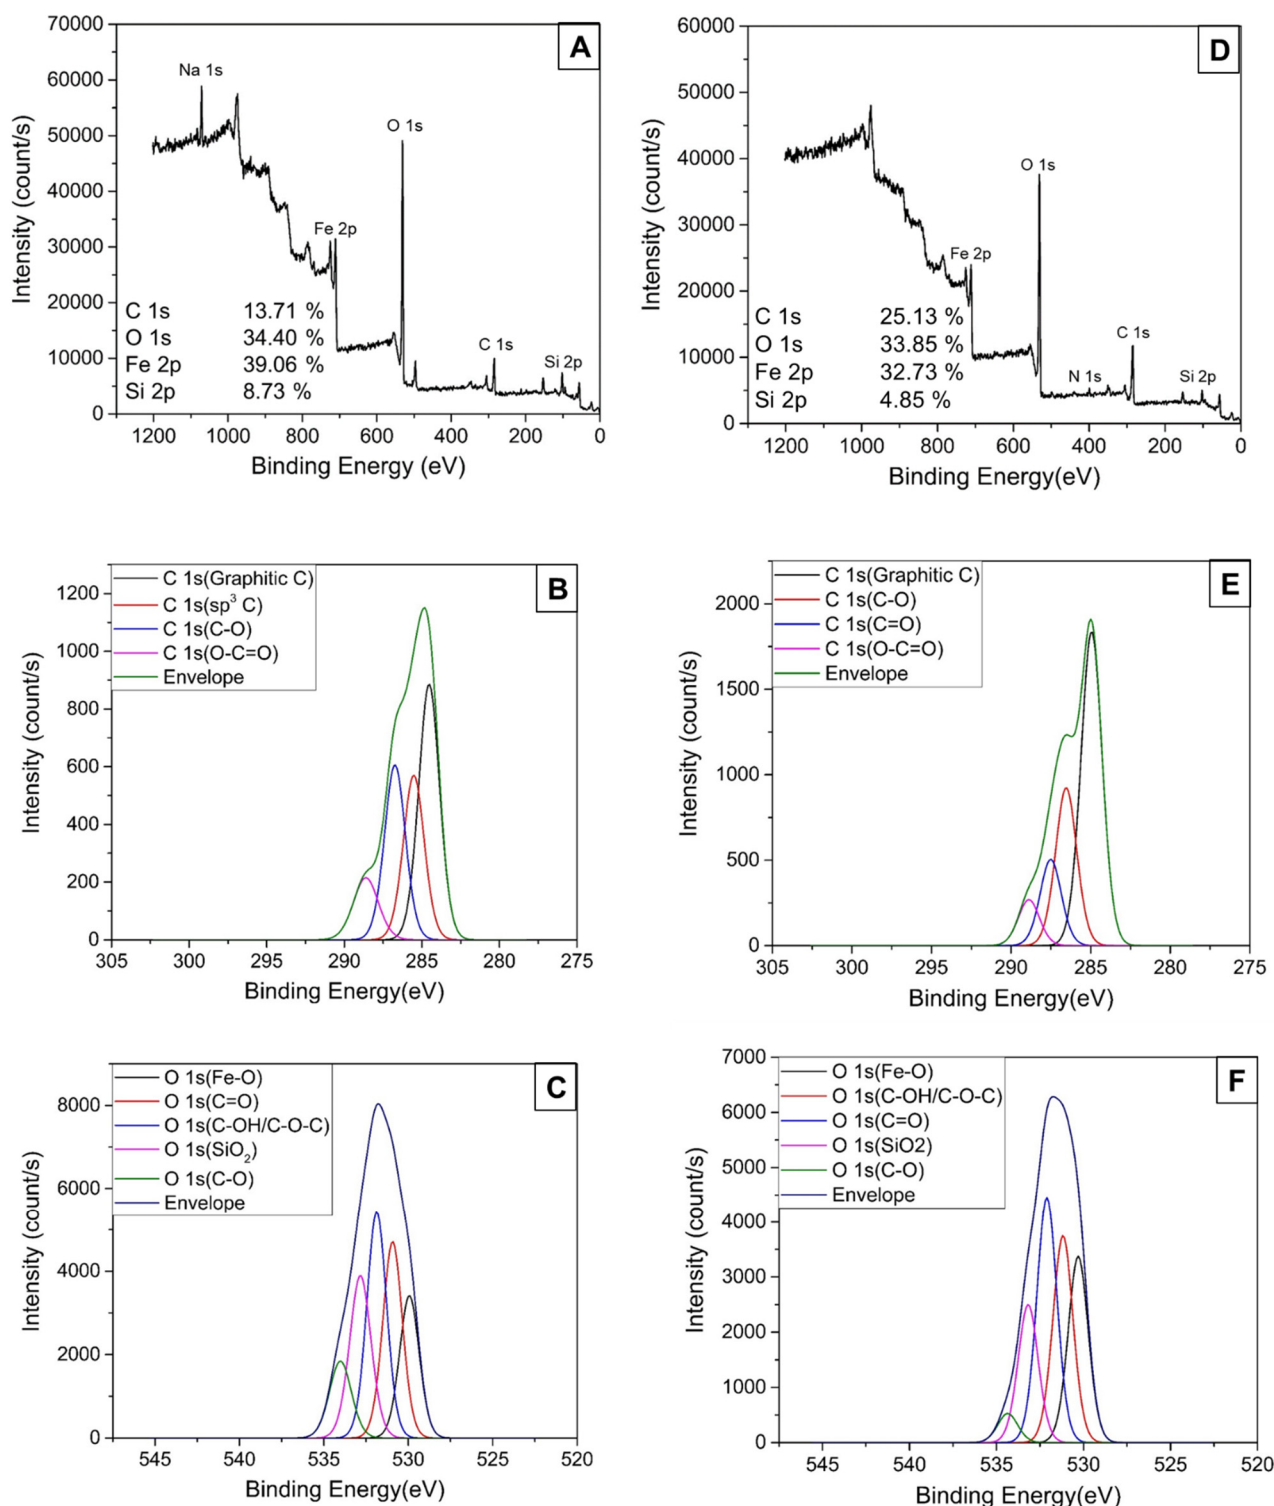 A
Intensity (count/s)
70000
60000
50000
40000
30000
20000
10000
0
Na 1s
O 1s
Fe 2p
C 1s
Si 2p
C 1s 13.71 %
O 1s 34.40 %
Fe 2p 39.06 %
Si 2p 8.73 %
1200 1000 800 600 400 200 0
Binding Energy (eV)
D
Intensity (count/s)
60000
50000
40000
30000
20000
10000
0
O 1s
Fe 2p
C 1s
N 1s
Si 2p
C 1s 25.13 %
O 1s 33.85 %
Fe 2p 32.73 %
Si 2p 4.85 %
1200 1000 800 600 400 200 0
Binding Energy(eV)
B
Intensity (count/s)
1200
1000
800
600
400
200
0
C 1s(Graphitic C)
C 1s(sp³ C)
C 1s(C-O)
C 1s(O-C=O)
Envelope
305 300 295 290 285 280 275
Binding Energy(eV)
E
Intensity (count/s)
2000
1500
1000
500
0
C 1s(Graphitic C)
C 1s(C-O)
C 1s(C=O)
C 1s(O-C=O)
Envelope
305 300 295 290 285 280 275
Binding Energy(eV)
C
Intensity (count/s)
8000
6000
4000
2000
0
O 1s(Fe-O)
O 1s(C=O)
O 1s(C-OH/C-O-C)
O 1s(SiO₂)
O 1s(C-O)
Envelope
545 540 535 530 525 520
Binding Energy(eV)
F
Intensity (count/s)
7000
6000
5000
4000
3000
2000
1000
0
O 1s(Fe-O)
O 1s(C-OH/C-O-C)
O 1s(C=O)
O 1s(SiO2)
O 1s(C-O)
Envelope
545 540 535 530 525 520
Binding Energy(eV)